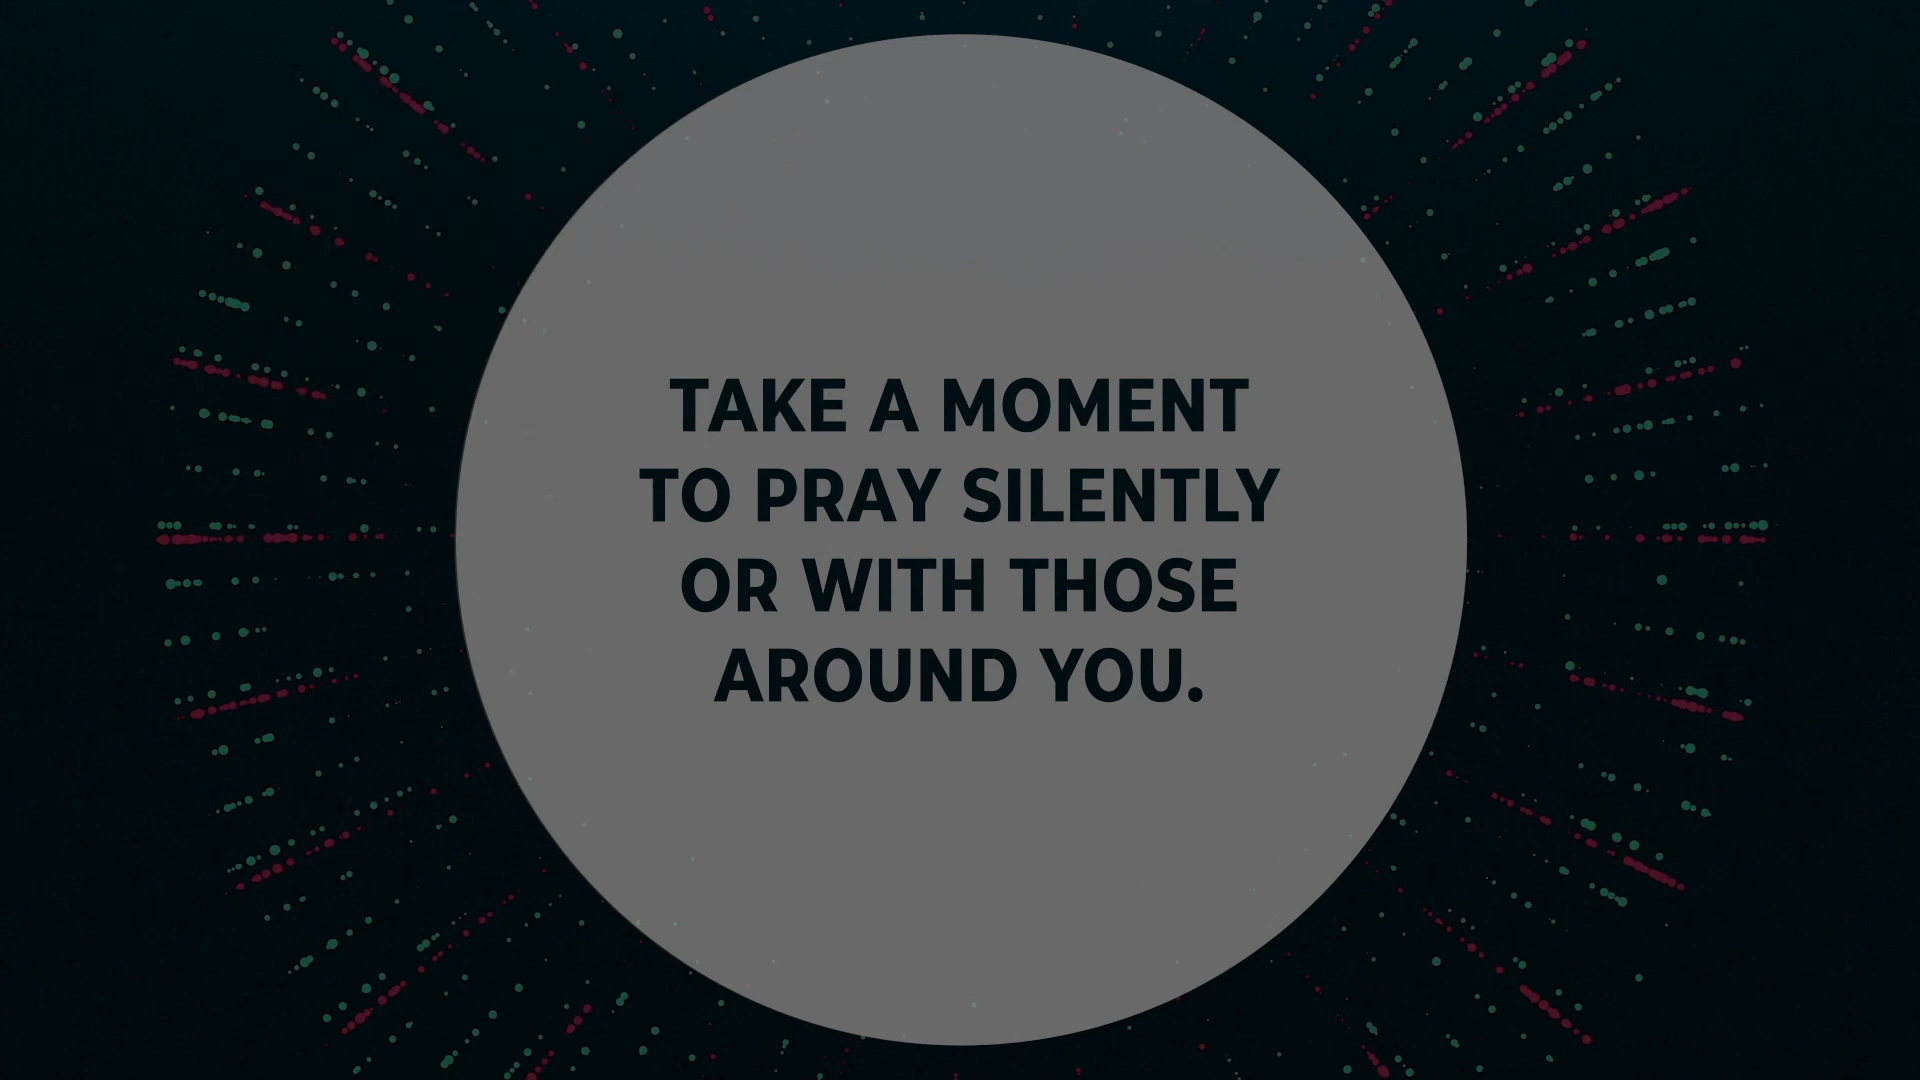 TAKE A MOMENT
TO PRAY SILENTLY
OR WITH THOSE
AROUND YOU.